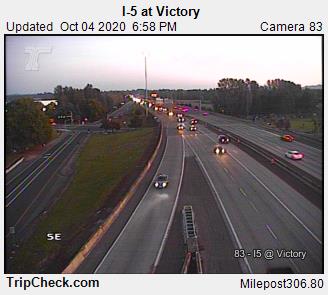 I-5 at Victory
Updated Oct 04 2020 6:58 PM Camera 83
SE
83 - I5 @ Victory
TripCheck.com Milepost306.80